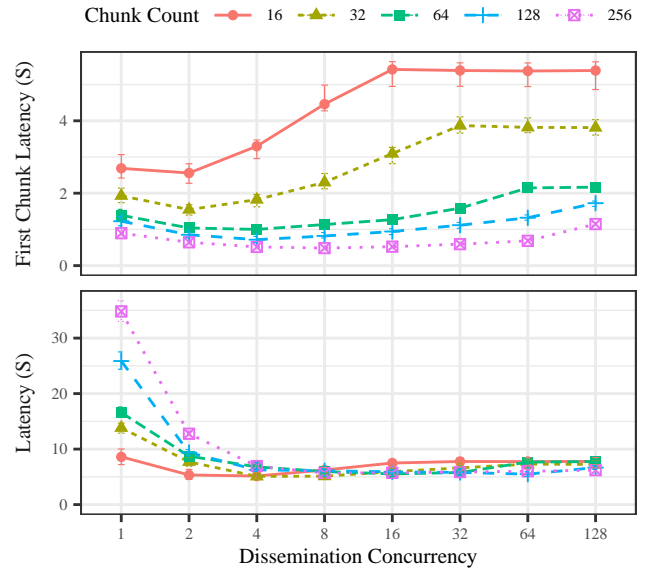 Chunk Count 16 32 64 128 256
First Chunk Latency (S)
4
2
0
Latency (S)
30
20
10
0
1 2 4 8 16 32 64 128
Dissemination Concurrency